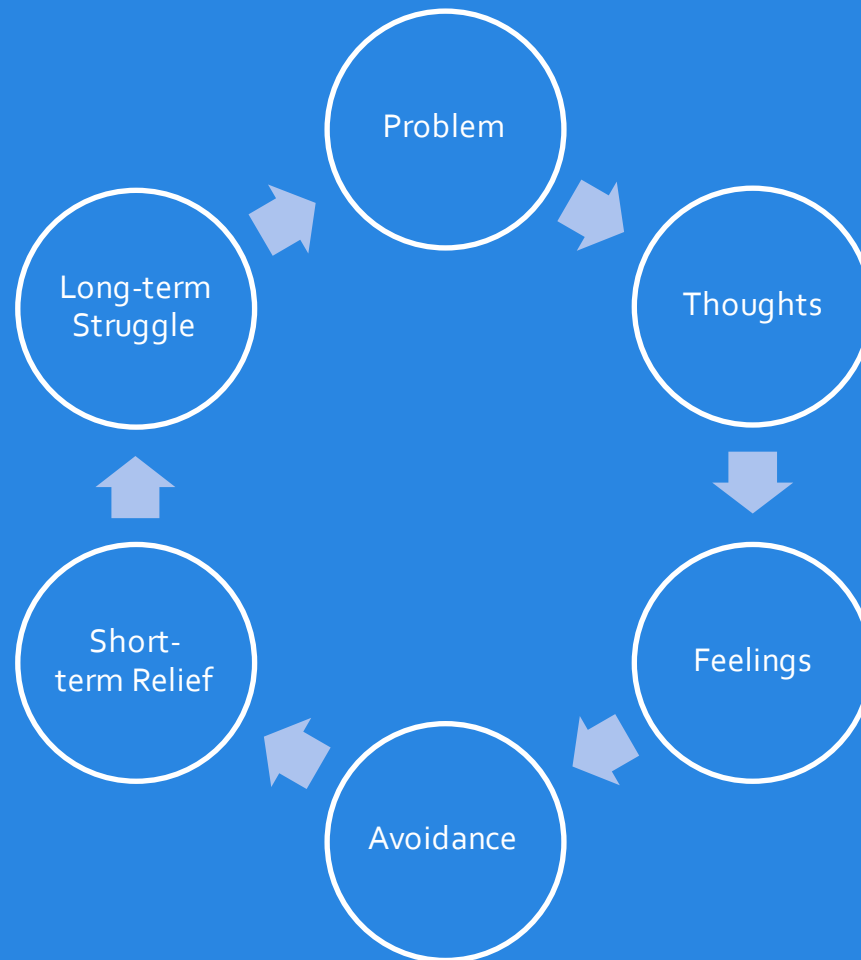 Problem
Thoughts
Feelings
Avoidance
Short-
term Relief
Long-term
Struggle